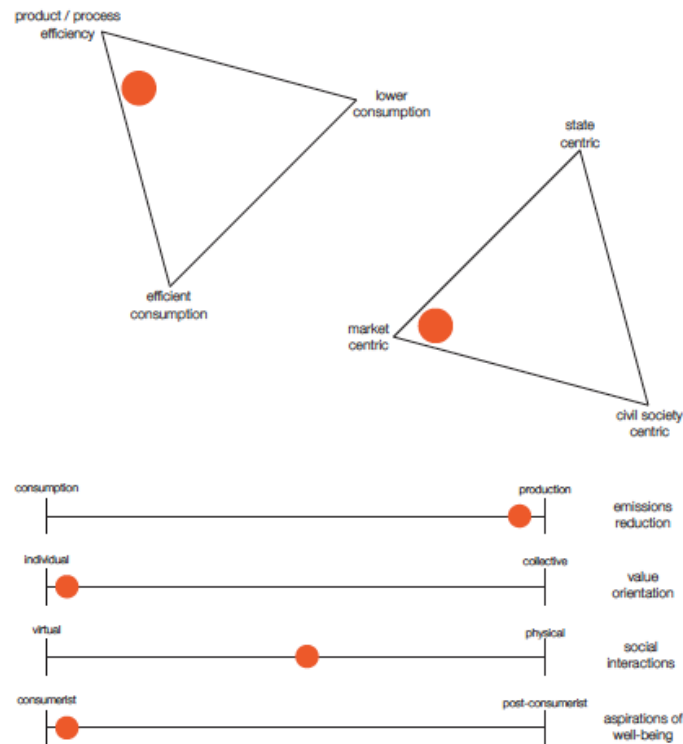 product / process
efficiency
lower
consumption
state
centric
efficient
consumption
market
centric
civil society
centric
consumption
production
emissions
reduction
individual
collective
value
orientation
virtual
physical
social
interactions
consumerist
post-consumerist
aspirations of
well-being